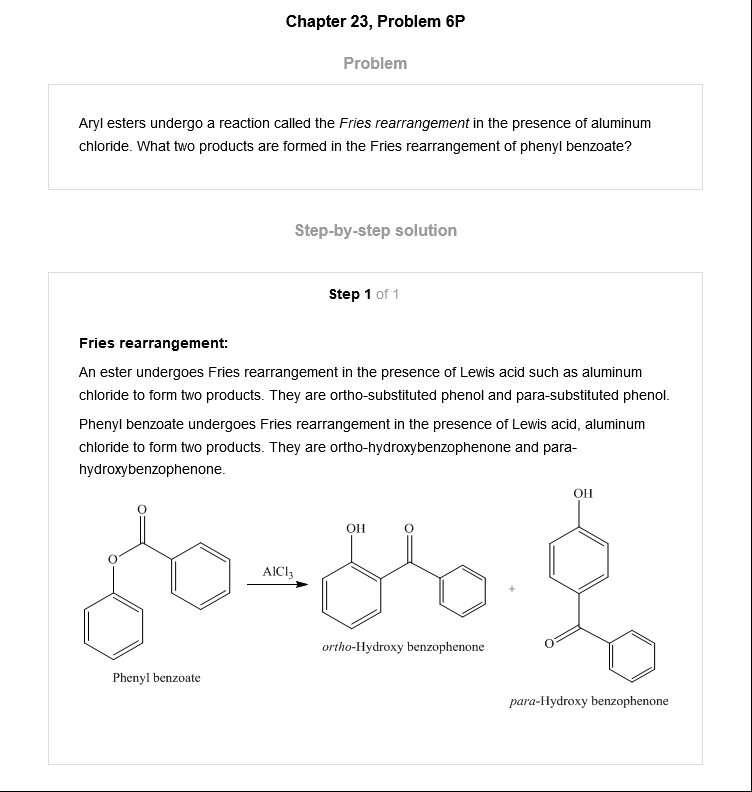 Chapter 23, Problem 6P
Problem
Aryl esters undergo a reaction called the Fries rearrangement in the presence of aluminum
chloride. What two products are formed in the Fries rearrangement of phenyl benzoate?
Step-by-step solution
Step 1 of 1
Fries rearrangement:
An ester undergoes Fries rearrangement in the presence of Lewis acid such as aluminum
chloride to form two products. They are ortho-substituted phenol and para-substituted phenol.
Phenyl benzoate undergoes Fries rearrangement in the presence of Lewis acid, aluminum
chloride to form two products. They are ortho-hydroxybenzophenone and para-
hydroxybenzophenone.
O
O
Phenyl benzoate
AlCl3
OH
O
ortho-Hydroxy benzophenone
+
OH
O
para-Hydroxy benzophenone